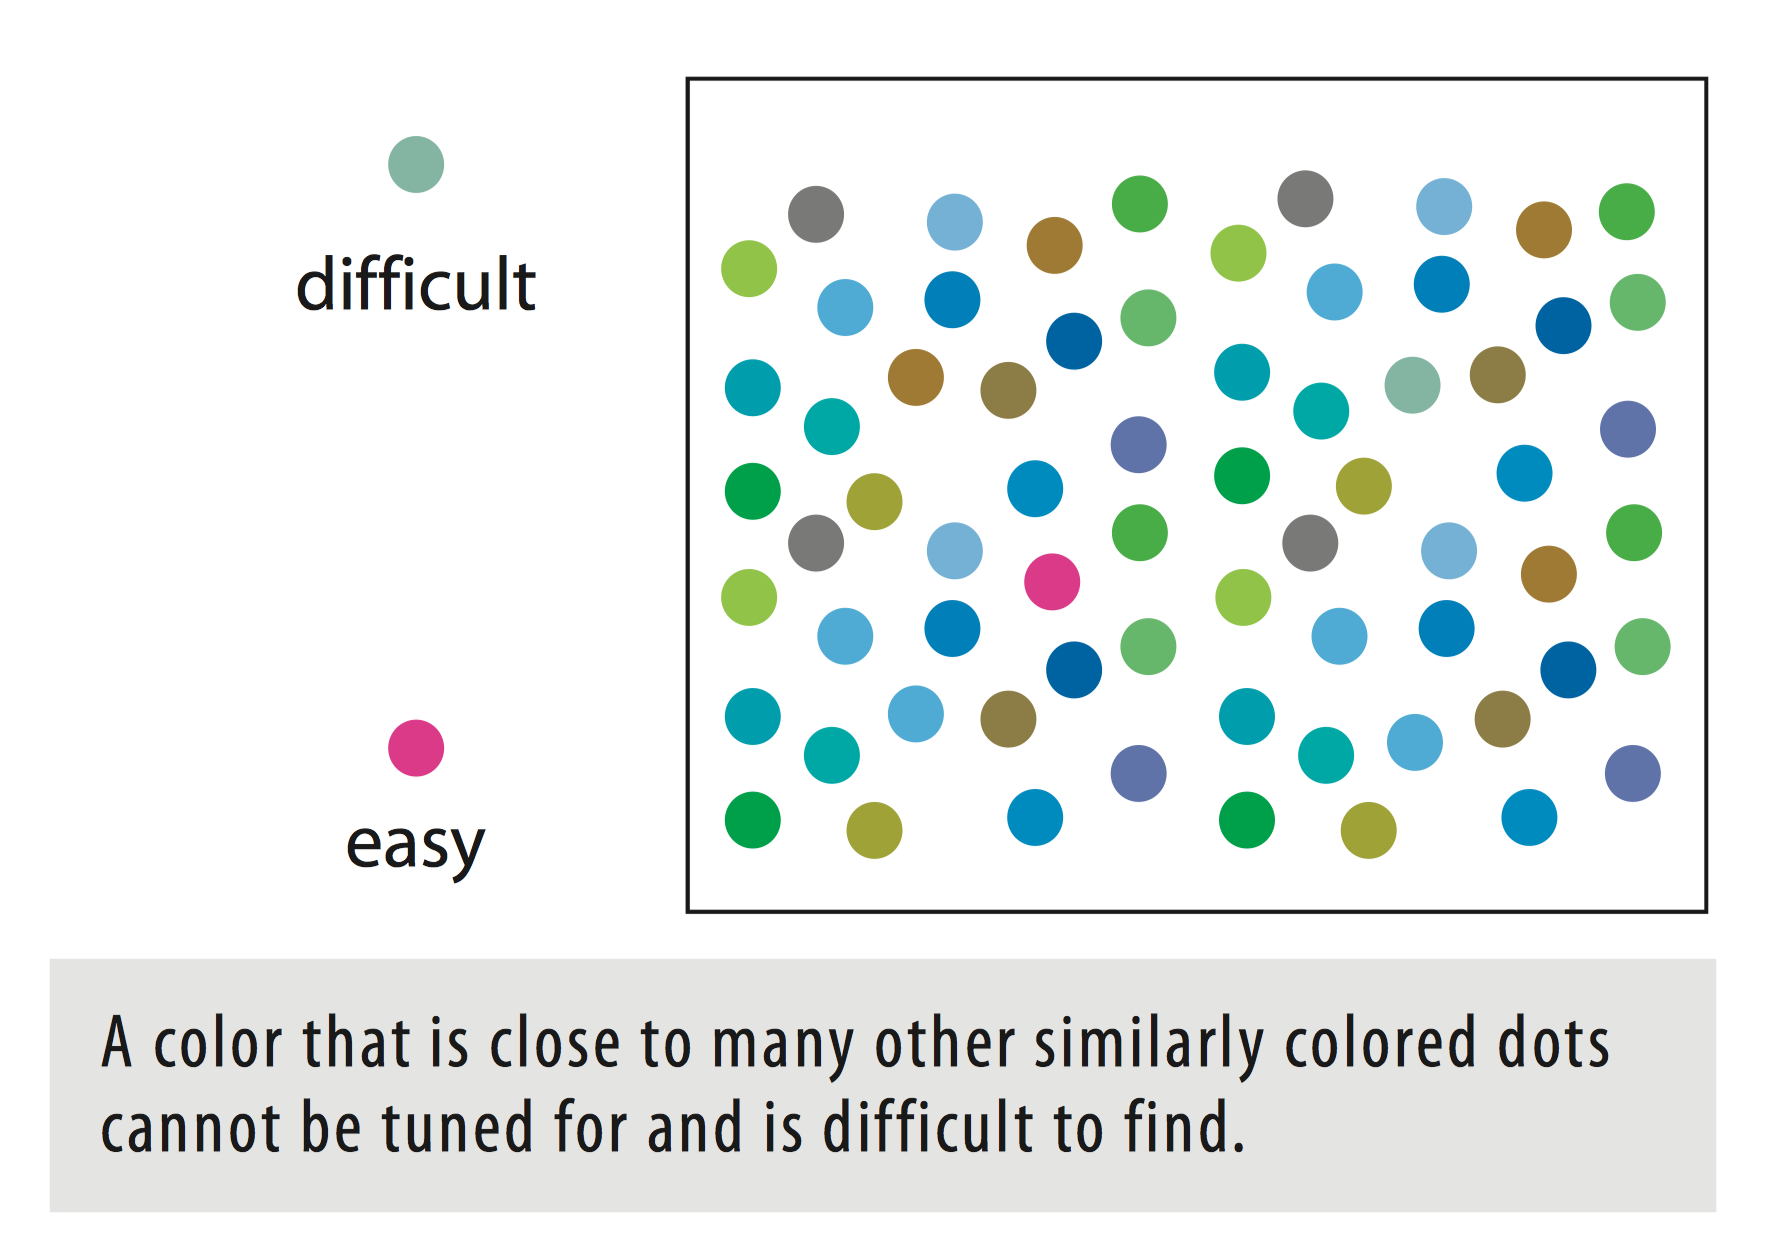 difficult
easy
A color that is close to many other similarly colored dots
cannot be tuned for and is difficult to find.